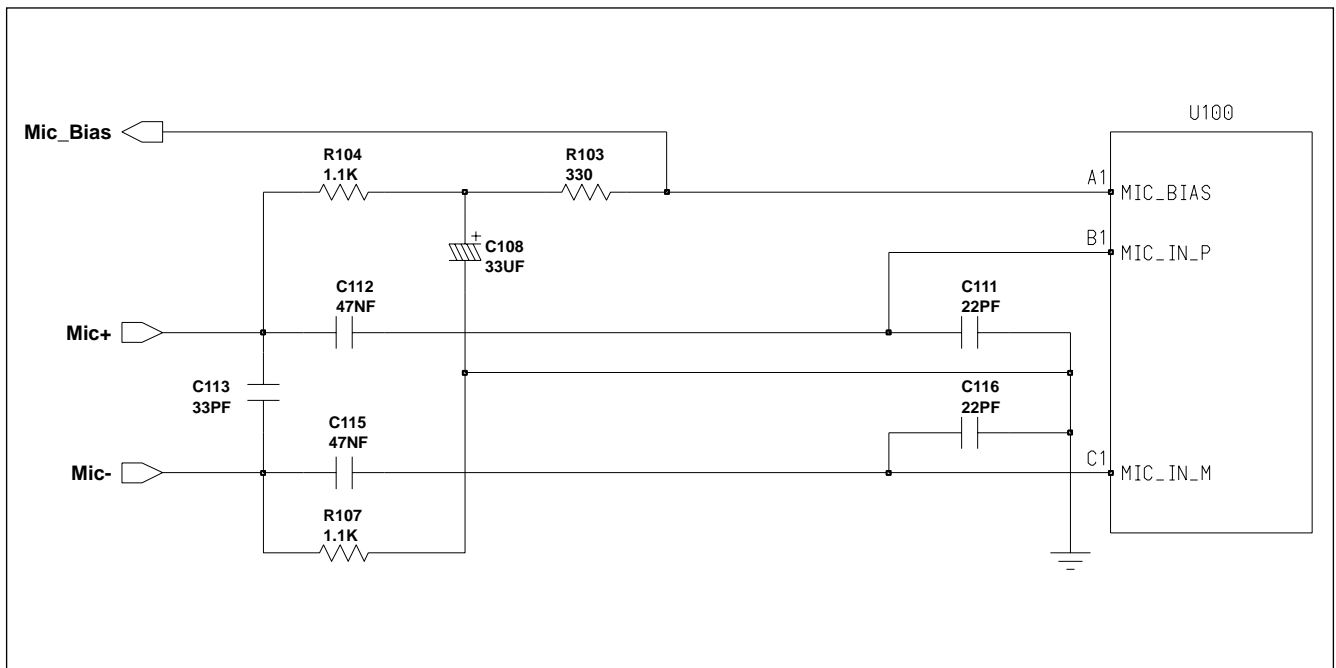 U100
Mic_Bias
R104
1.1K
R103
330
A1
MIC_BIAS
B1
MIC_IN_P
+
C108
33UF
C112
47NF
C111
22PF
Mic+
C113
33PF
C116
22PF
C115
47NF
Mic-
C1
MIC_IN_M
R107
1.1K